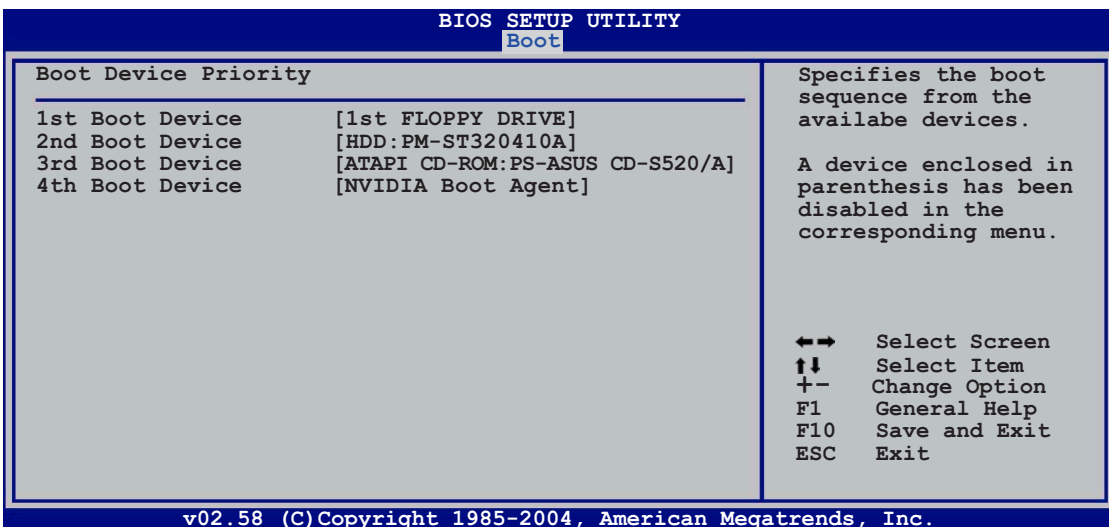 BIOS SETUP UTILITY
Boot
Boot Device Priority
1st Boot Device [1st FLOPPY DRIVE]
2nd Boot Device [HDD:PM-ST320410A]
3rd Boot Device [ATAPI CD-ROM:PS-ASUS CD-S520/A]
4th Boot Device [NVIDIA Boot Agent]
Specifies the boot
sequence from the
availabe devices.
A device enclosed in
parenthesis has been
disabled in the
corresponding menu.
←→ Select Screen
↑↓ Select Item
+- Change Option
F1 General Help
F10 Save and Exit
ESC Exit
v02.58 (C)Copyright 1985-2004, American Megatrends, Inc.